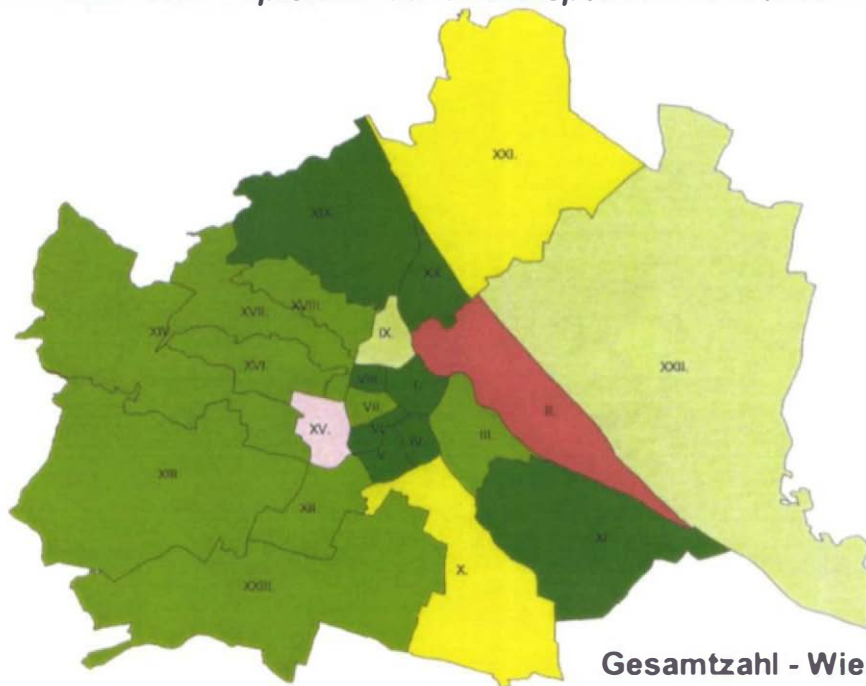 XXI.
XIX.
XX.
XVIII.
XVII.
XIV.
IX.
XXII.
XVI.
VIII.
I.
II.
VII.
XV.
VI.
IV.
III.
V.
XIII.
XII.
XI.
X.
XXIII.
Gesamtzahl - Wie